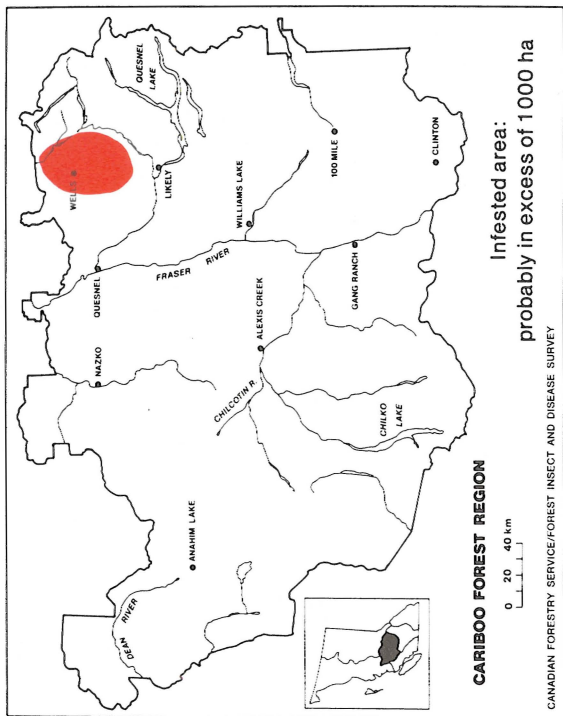 WELLS
QUESNEL
LAKE
LIKELY
QUESNEL
NAZKO
WILLIAMS LAKE
FRASER RIVER
100 MILE
ALEXIS CREEK
CHILCOTIN R.
ANAHIM LAKE
DEAN RIVER
GANG RANCH
CLINTON
CHILKO
LAKE
Infested area:
probably in excess of 1000 ha
CARIBOO FOREST REGION
0 20 40 km
CANADIAN FORESTRY SERVICE/FOREST INSECT AND DISEASE SURVEY